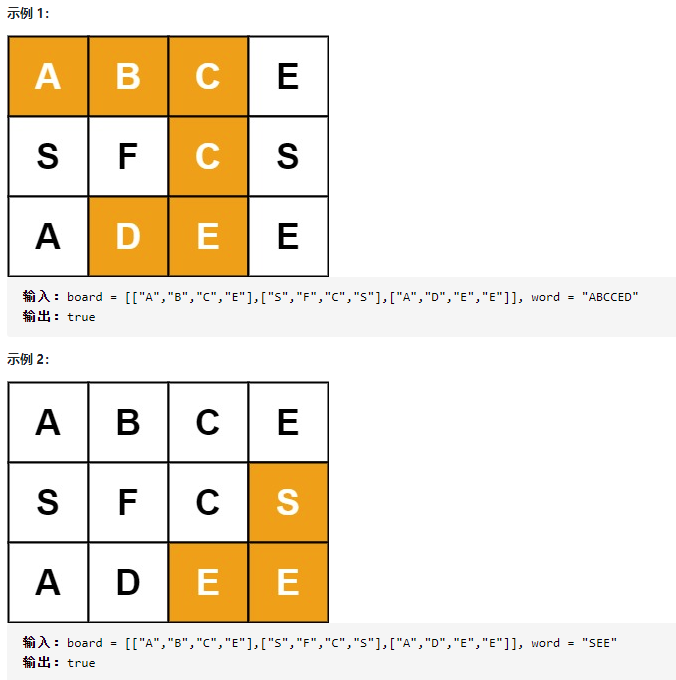 示例 1：
A B C E
S F C S
A D E E
输入：board = [["A","B","C","E"],["S","F","C","S"],["A","D","E","E"]], word = "ABCCED"
输出：true
示例 2：
A B C E
S F C S
A D E E
输入：board = [["A","B","C","E"],["S","F","C","S"],["A","D","E","E"]], word = "SEE"
输出：true